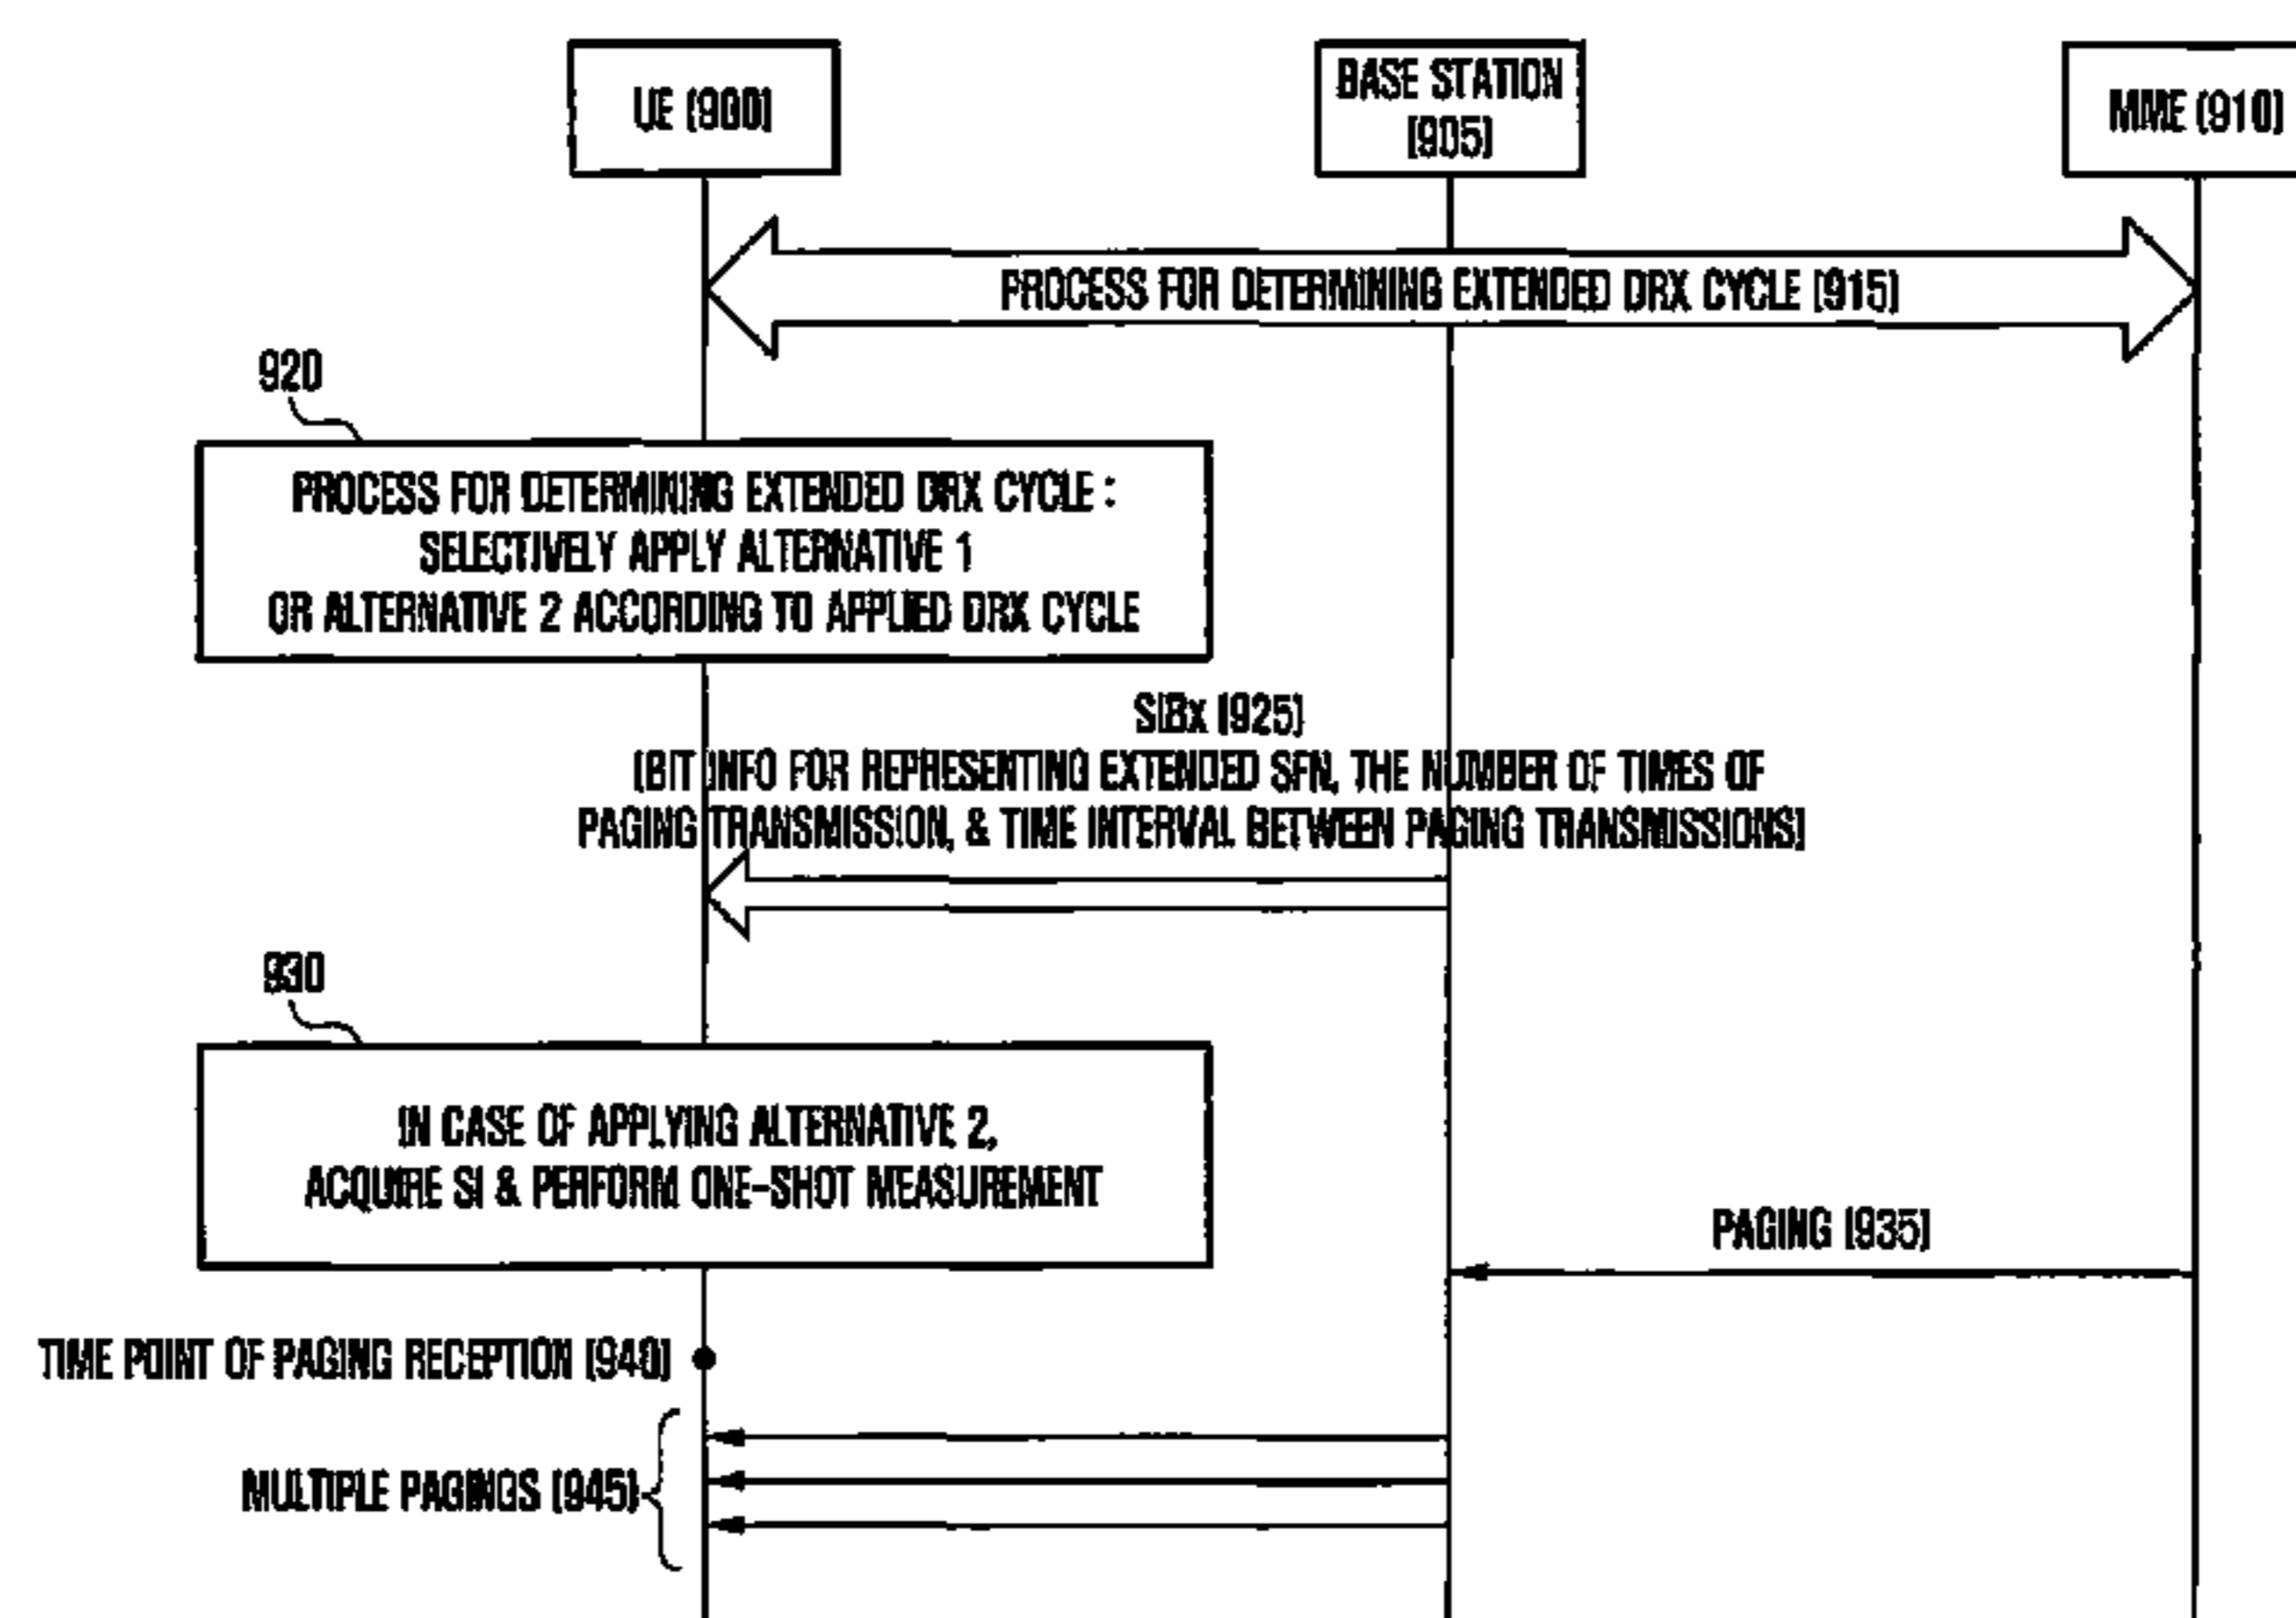 UE (900)
BASE STATION
(905)
MME (910)
PROCESS FOR DETERMINING EXTENDED DRX CYCLE (915)
920
PROCESS FOR DETERMINING EXTENDED DRX CYCLE :
SELECTIVELY APPLY ALTERNATIVE 1
OR ALTERNATIVE 2 ACCORDING TO APPLIED DRX CYCLE
SIBx (925)
(BIT INFO FOR REPRESENTING EXTENDED SFN, THE NUMBER OF TIMES OF
PAGING TRANSMISSION, & TIME INTERVAL BETWEEN PAGING TRANSMISSIONS)
930
IN CASE OF APPLYING ALTERNATIVE 2,
ACQUIRE SI & PERFORM ONE-SHOT MEASUREMENT
PAGING (935)
TIME POINT OF PAGING RECEPTION (940)
MULTIPLE PAGINGS (945)